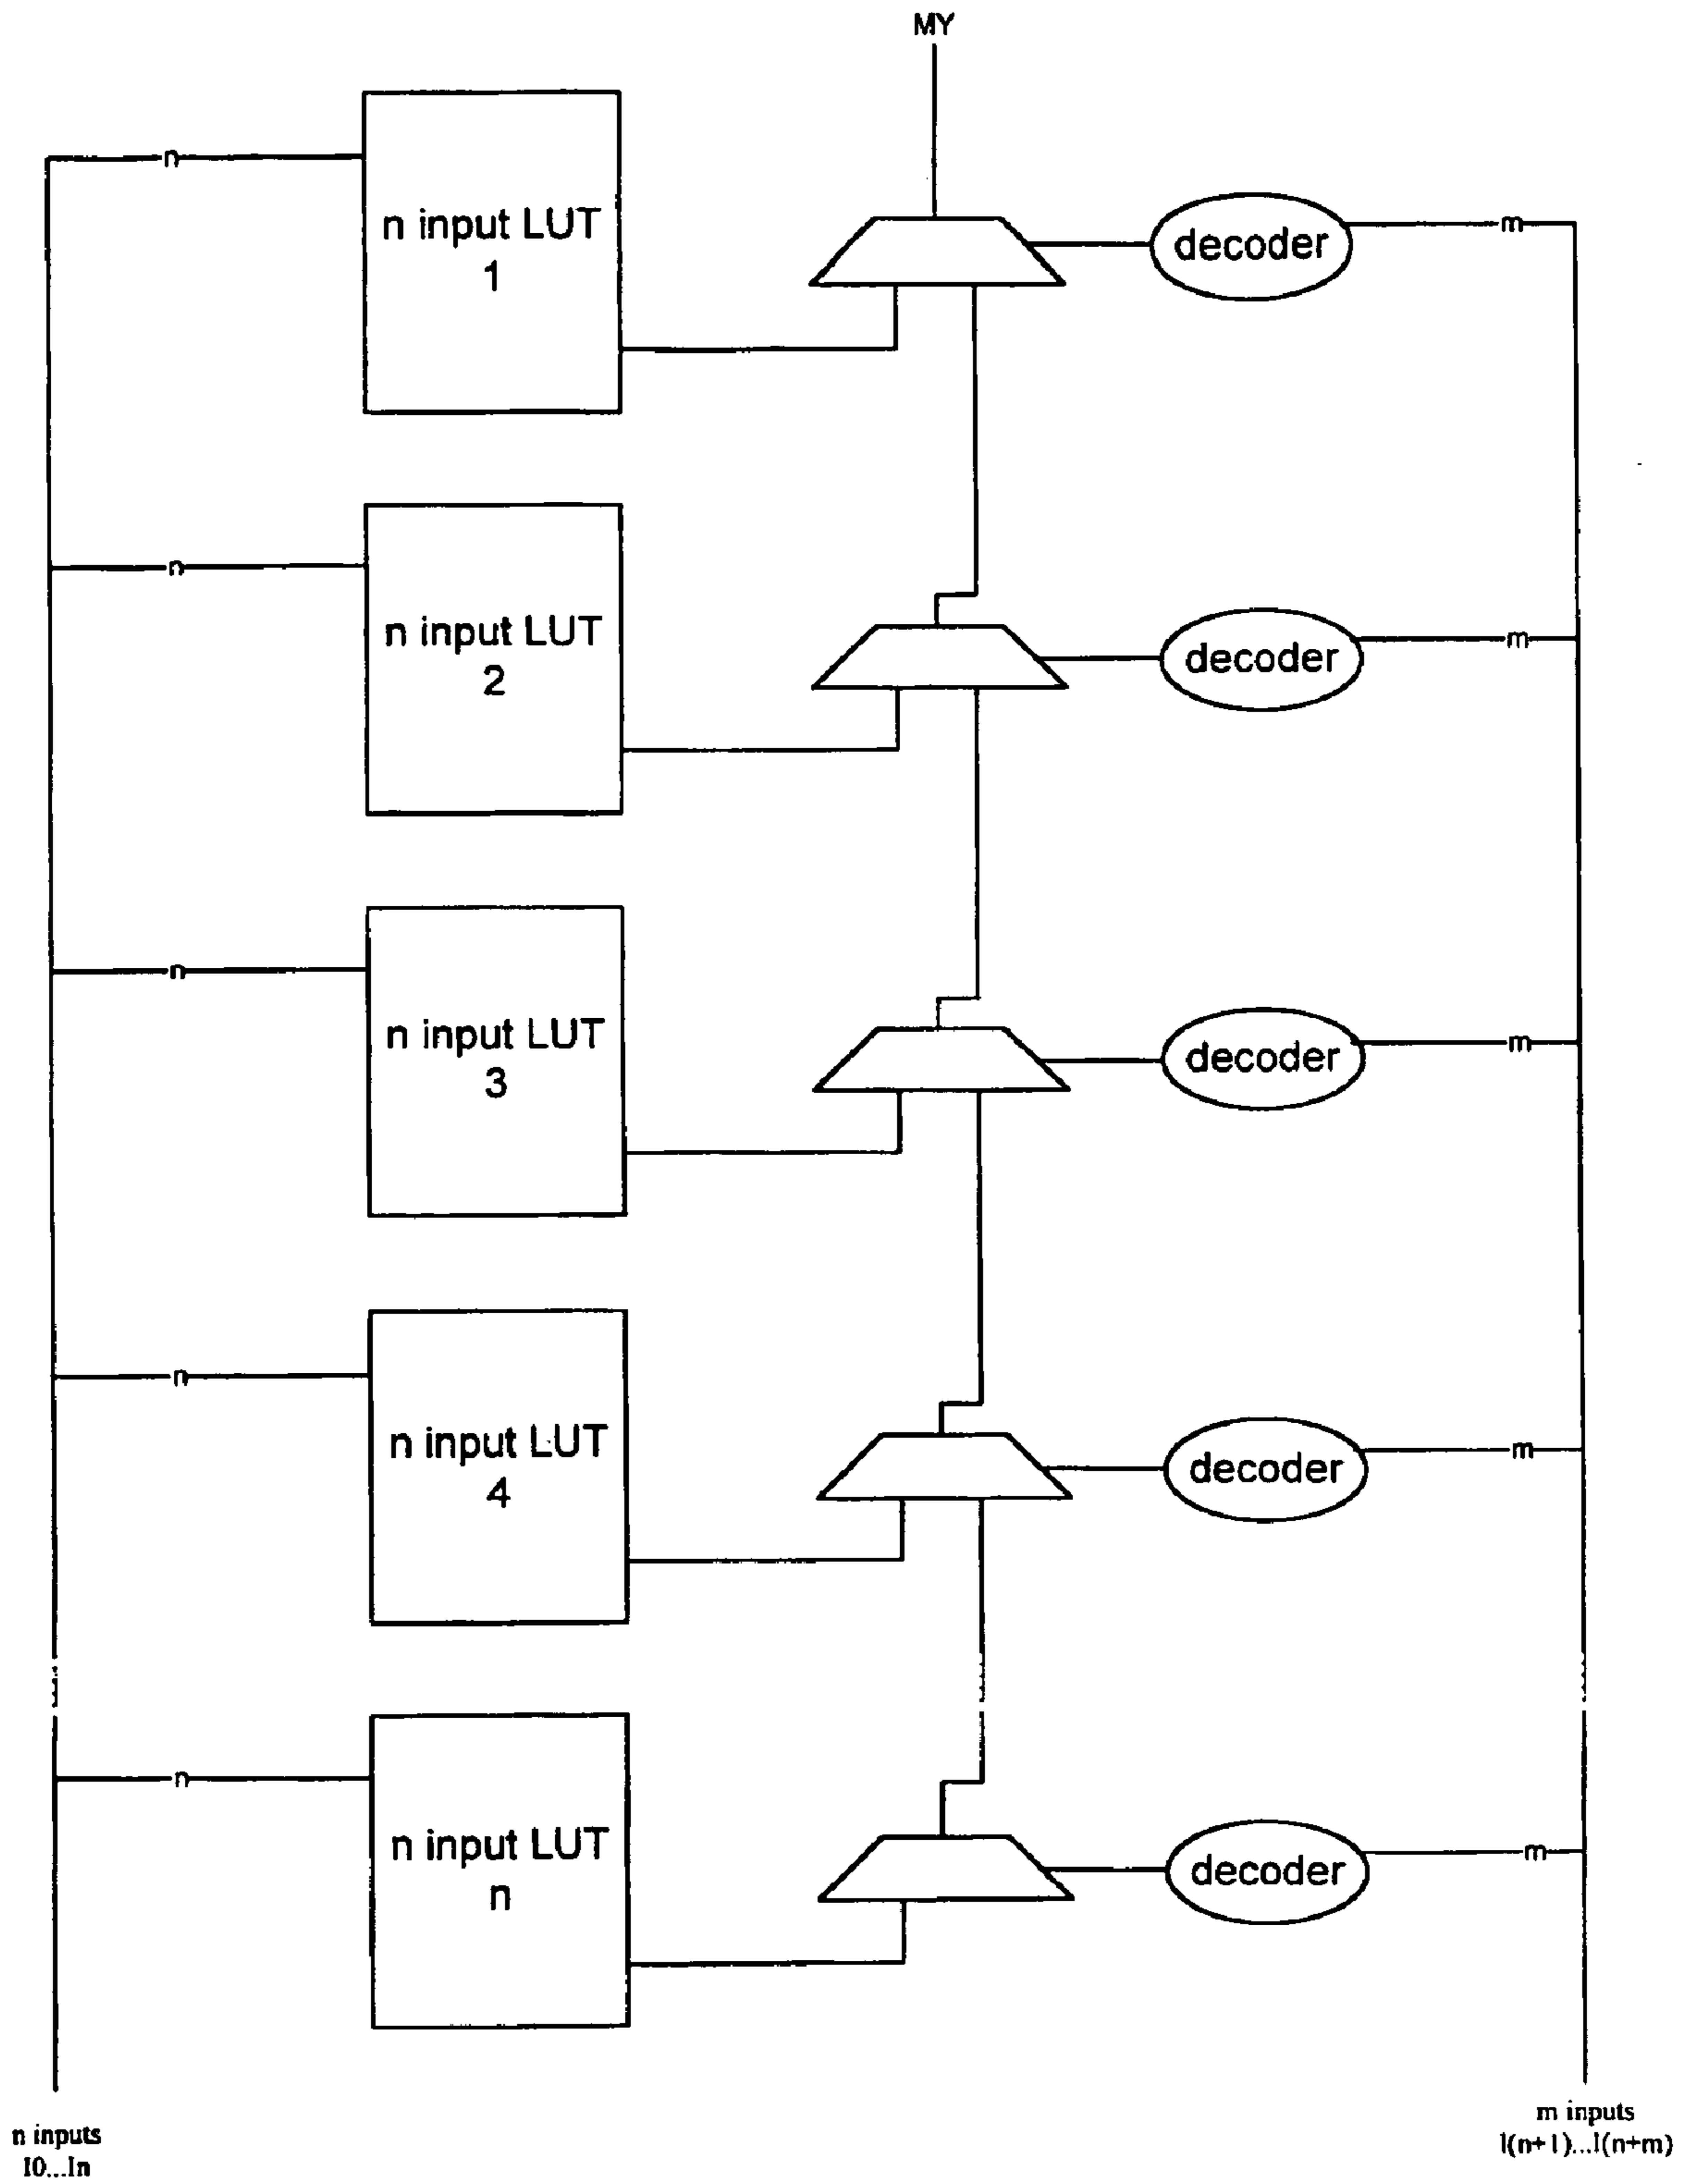 MY
n
n input LUT
1
decoder
m
n
n input LUT
2
decoder
m
n
n input LUT
3
decoder
m
n
n input LUT
4
decoder
m
n
n input LUT
n
decoder
m
n inputs
I0...In
m inputs
I(n+1)...I(n+m)